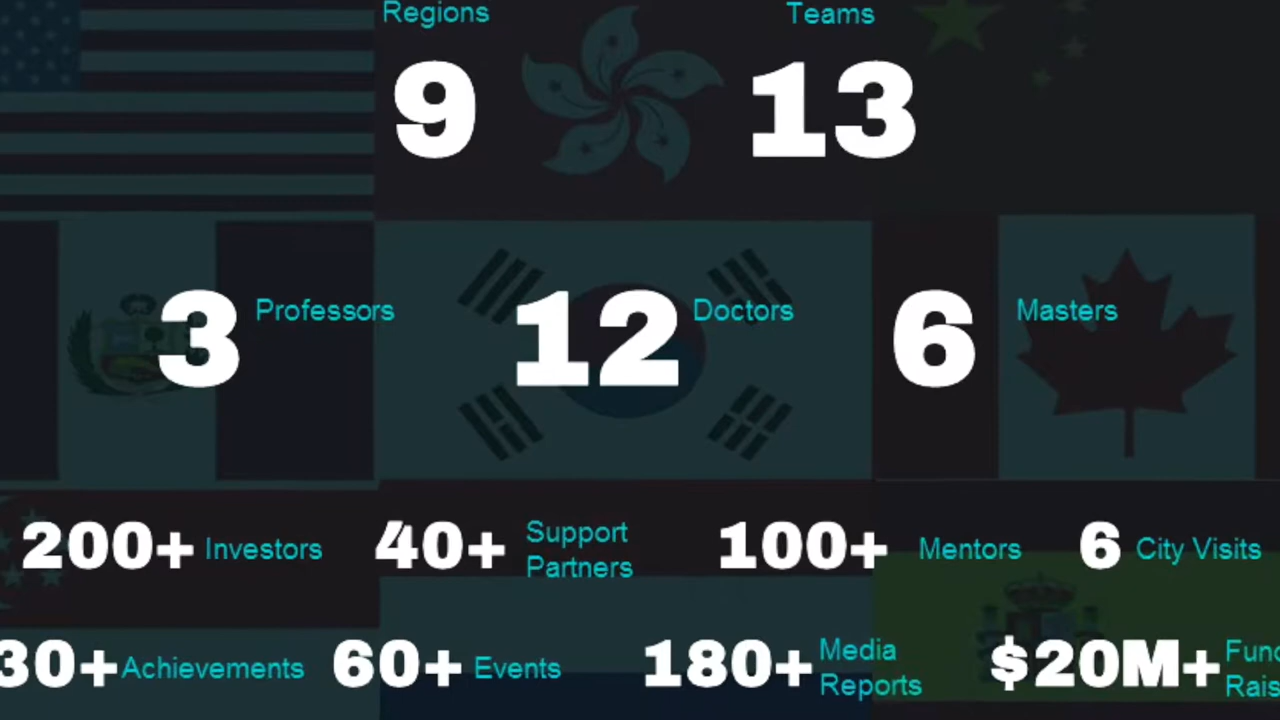 Regions
Teams
9
13
3 Professors
12 Doctors
6 Masters
200+ Investors
40+ Support
Partners
100+ Mentors
6 City Visits
30+ Achievements
60+ Events
180+ Media
Reports
$20M+